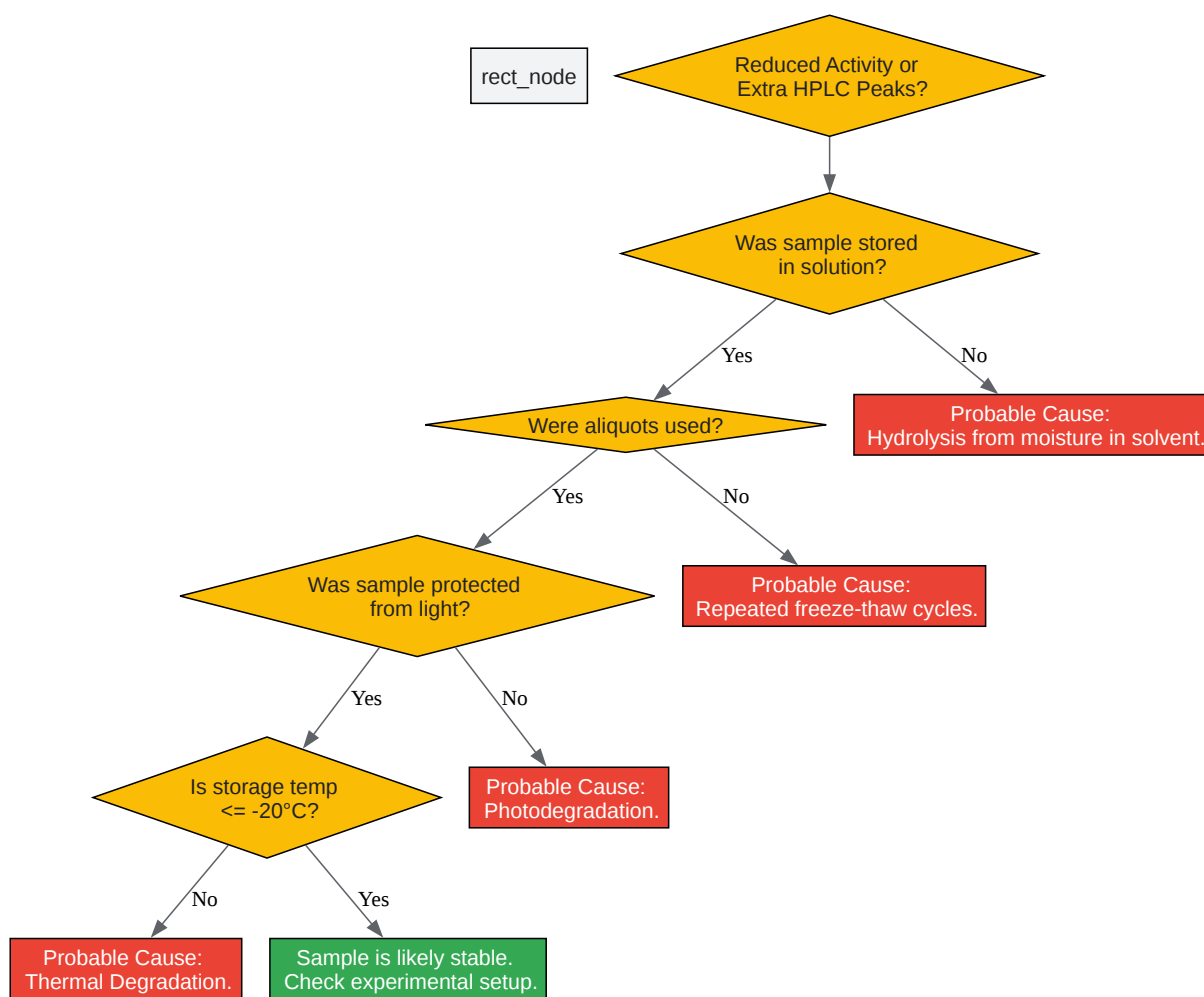 rect_node
Reduced Activity or
Extra HPLC Peaks?
Was sample stored
in solution?
Yes
No
Were aliquots used?
Probable Cause:
Hydrolysis from moisture in solvent.
Yes
No
Was sample protected
from light?
Probable Cause:
Repeated freeze-thaw cycles.
Yes
No
Is storage temp
<= -20°C?
Probable Cause:
Photodegradation.
No
Yes
Probable Cause:
Thermal Degradation.
Sample is likely stable.
Check experimental setup.